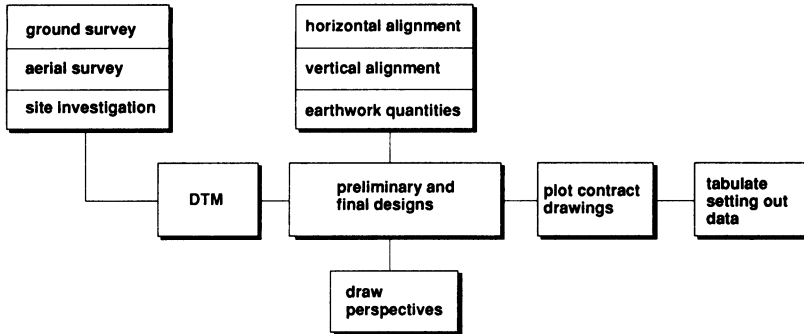 ground survey
aerial survey
site investigation
horizontal alignment
vertical alignment
earthwork quantities
DTM
preliminary and
final designs
plot contract
drawings
tabulate
setting out
data
draw
perspectives